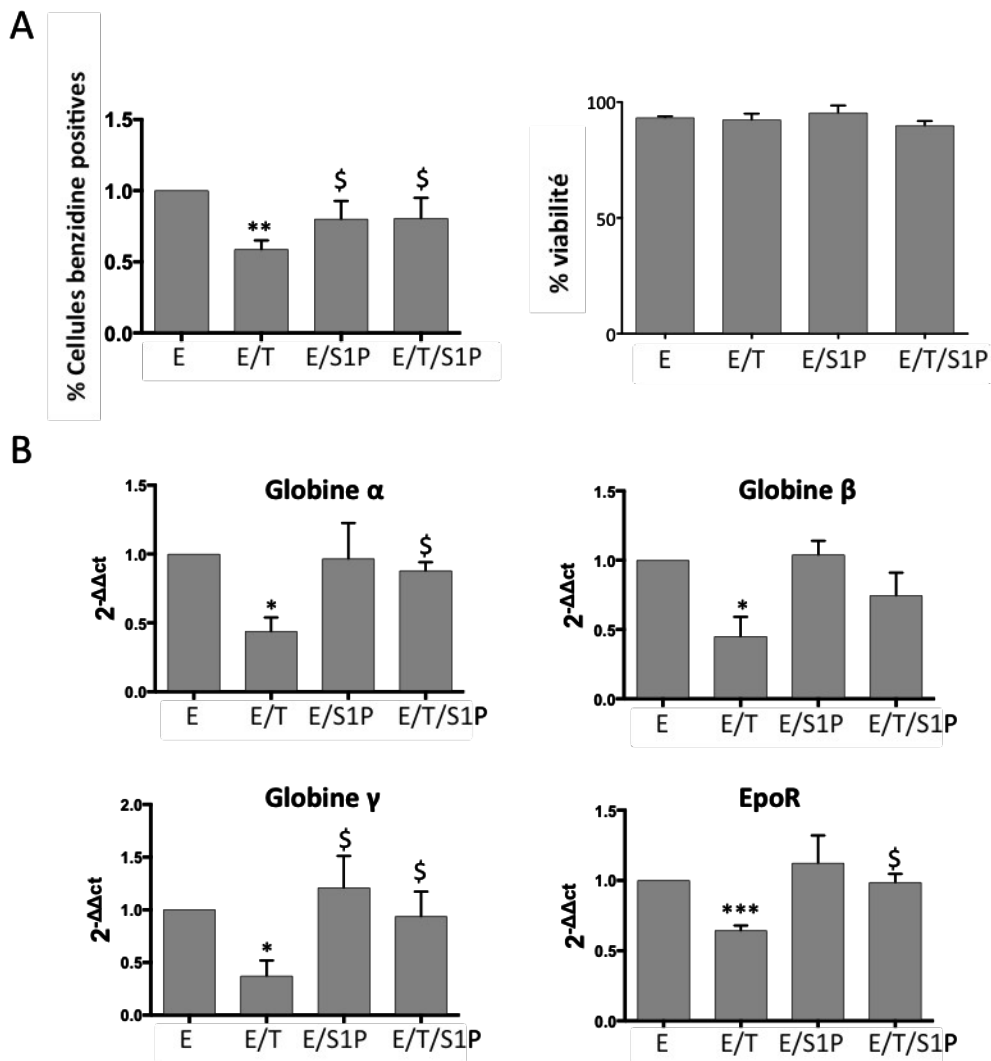 A
% Cellules benzidine positives
1.5
1.0
0.5
0.0
**
$
$
E
E/T
E/S1P
E/T/S1P
% viabilité
100
50
0
E
E/T
E/S1P
E/T/S1P
B
Globine α
2-ΔΔct
1.5
1.0
0.5
0.0
*
$
E
E/T
E/S1P
E/T/S1P
Globine β
2-ΔΔct
1.5
1.0
0.5
0.0
*
E
E/T
E/S1P
E/T/S1P
Globine γ
2-ΔΔct
2.0
1.5
1.0
0.5
0.0
*
$
$
E
E/T
E/S1P
E/T/S1P
EpoR
2-ΔΔct
1.5
1.0
0.5
0.0
***
$
E
E/T
E/S1P
E/T/S1P